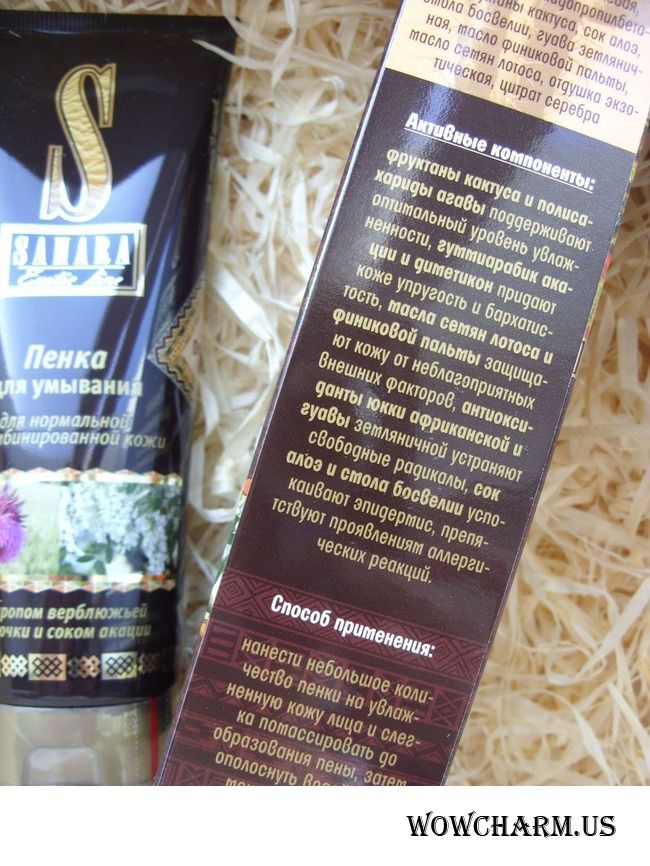 S
SAHARA
Exotic line
Пенка
для умывания
для нормальной
комбинированной кожи
сиропом верблюжьей
колючки и соком акации
кактуса, сок алоэ,
смола босвелии, гуава землянич-
ная, масло финиковой пальмы,
масло семян лотоса, отдушка экзо-
тическая, цитрат серебра
Активные компоненты:
фруктаны кактуса и полиса-
хариды агавы поддерживают
оптимальный уровень увлаж-
ненности, гуммиарабик ака-
ции и диметикон придают
коже упругость и бархатис-
тость, масла семян лотоса и
финиковой пальмы защища-
ют кожу от неблагоприятных
внешних факторов, антиокси-
данты юкки африканской и
гуавы земляничной устраняют
свободные радикалы, сок
алоэ и смола босвелии успо-
каивают эпидермис, препя-
тствуют проявлениям аллерги-
ческих реакций.
Способ применения:
нанести небольшое коли-
чество пенки на увлаж-
ненную кожу лица и слег-
ка помассировать до
образования пены, затем
ополоснуть
WOWCHARM.US